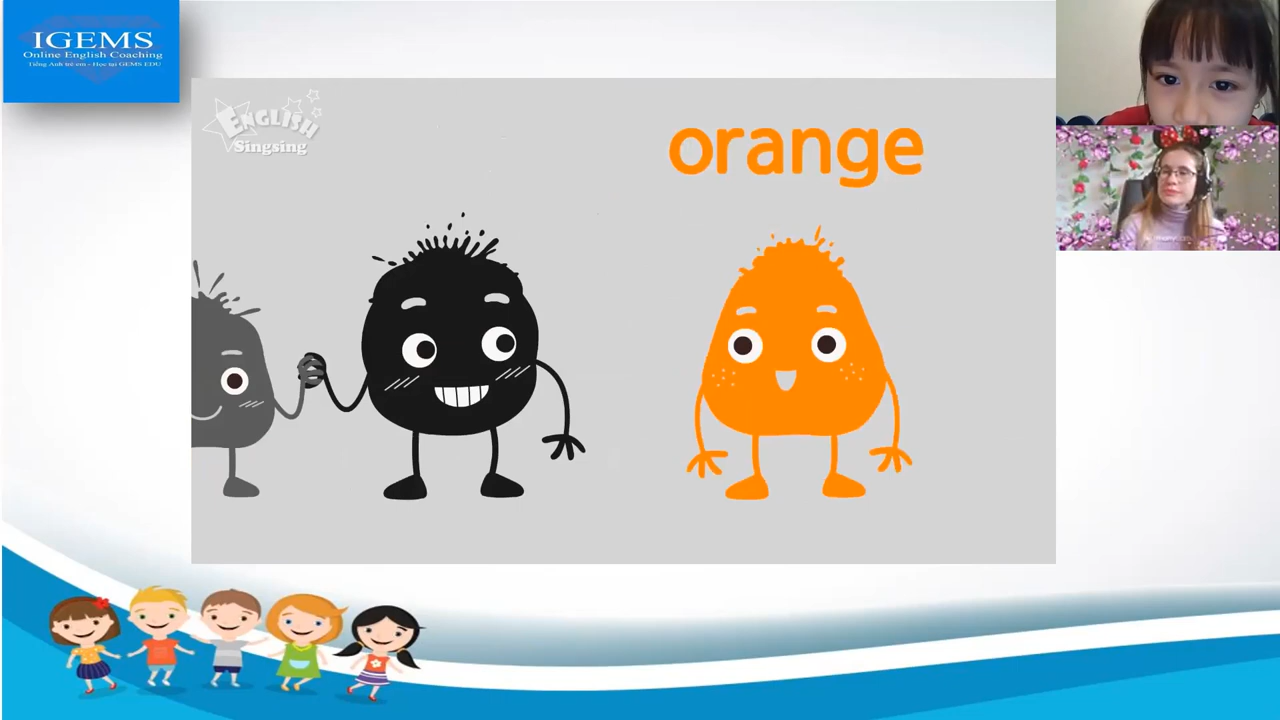 IGEMS
Online English Coaching
Tiếng Anh trẻ em - Học tại GEMS EDU
ENGLISH
Singsing
orange